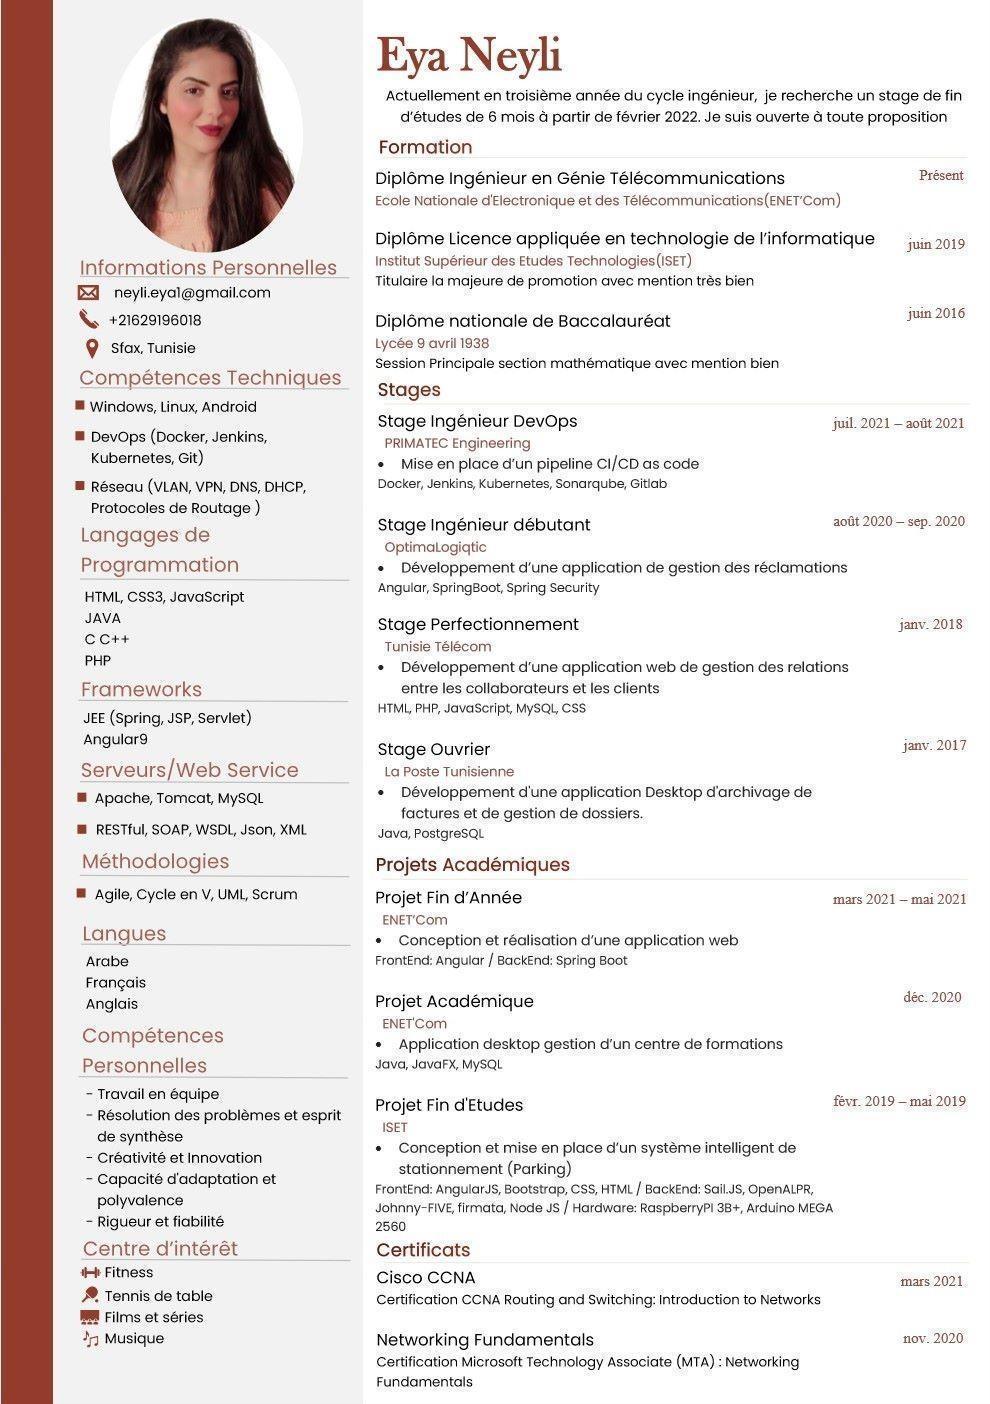 Eya Neyli
Actuellement en troisième année du cycle ingénieur, je recherche un stage de fin
d'études de 6 mois à partir de février 2022. Je suis ouverte à toute proposition
Informations Personnelles
neyli.eya1@gmail.com
+21629196018
Sfax, Tunisie
Compétences Techniques
Windows, Linux, Android
DevOps (Docker, Jenkins,
Kubernetes, Git)
Réseau (VLAN, VPN, DNS, DHCP,
Protocoles de Routage )
Langages de
Programmation
HTML, CSS3, JavaScript
JAVA
C C++
PHP
Frameworks
JEE (Spring, JSP, Servlet)
Angular9
Serveurs/Web Service
Apache, Tomcat, MySQL
RESTful, SOAP, WSDL, Json, XML
Méthodologies
Agile, Cycle en V, UML, Scrum
Langues
Arabe
Français
Anglais
Compétences
Personnelles
- Travail en équipe
- Résolution des problèmes et esprit
de synthèse
- Créativité et Innovation
- Capacité d'adaptation et
polyvalence
- Rigueur et fiabilité
Centre d'intérêt
Fitness
Tennis de table
Films et séries
Musique
Formation
Diplôme Ingénieur en Génie Télécommunications Présent
Ecole Nationale d'Electronique et des Télécommunications(ENET'Com)
Diplôme Licence appliquée en technologie de l'informatique juin 2019
Institut Supérieur des Etudes Technologies(ISET)
Titulaire la majeure de promotion avec mention très bien
Diplôme nationale de Baccalauréat juin 2016
Lycée 9 avril 1938
Session Principale section mathématique avec mention bien
Stages
Stage Ingénieur DevOps juil. 2021 – août 2021
PRIMATEC Engineering
• Mise en place d'un pipeline CI/CD as code
Docker, Jenkins, Kubernetes, Sonarqube, Gitlab
Stage Ingénieur débutant août 2020 – sep. 2020
OptimaLogiqtic
• Développement d'une application de gestion des réclamations
Angular, SpringBoot, Spring Security
Stage Perfectionnement janv. 2018
Tunisie Télécom
• Développement d'une application web de gestion des relations
entre les collaborateurs et les clients
HTML, PHP, JavaScript, MySQL, CSS
Stage Ouvrier janv. 2017
La Poste Tunisienne
• Développement d'une application Desktop d'archivage de
factures et de gestion de dossiers.
Java, PostgreSQL
Projets Académiques
Projet Fin d'Année mars 2021 – mai 2021
ENET'Com
• Conception et réalisation d'une application web
FrontEnd: Angular / BackEnd: Spring Boot
Projet Académique déc. 2020
ENET'Com
• Application desktop gestion d'un centre de formations
Java, JavaFX, MySQL
Projet Fin d'Etudes févr. 2019 – mai 2019
ISET
• Conception et mise en place d'un système intelligent de
stationnement (Parking)
FrontEnd: AngularJS, Bootstrap, CSS, HTML / BackEnd: Sail.JS, OpenALPR,
Johnny-FIVE, firmata, Node JS / Hardware: RaspberryPI 3B+, Arduino MEGA
2560
Certificats
Cisco CCNA mars 2021
Certification CCNA Routing and Switching: Introduction to Networks
Networking Fundamentals nov. 2020
Certification Microsoft Technology Associate (MTA) : Networking
Fundamentals